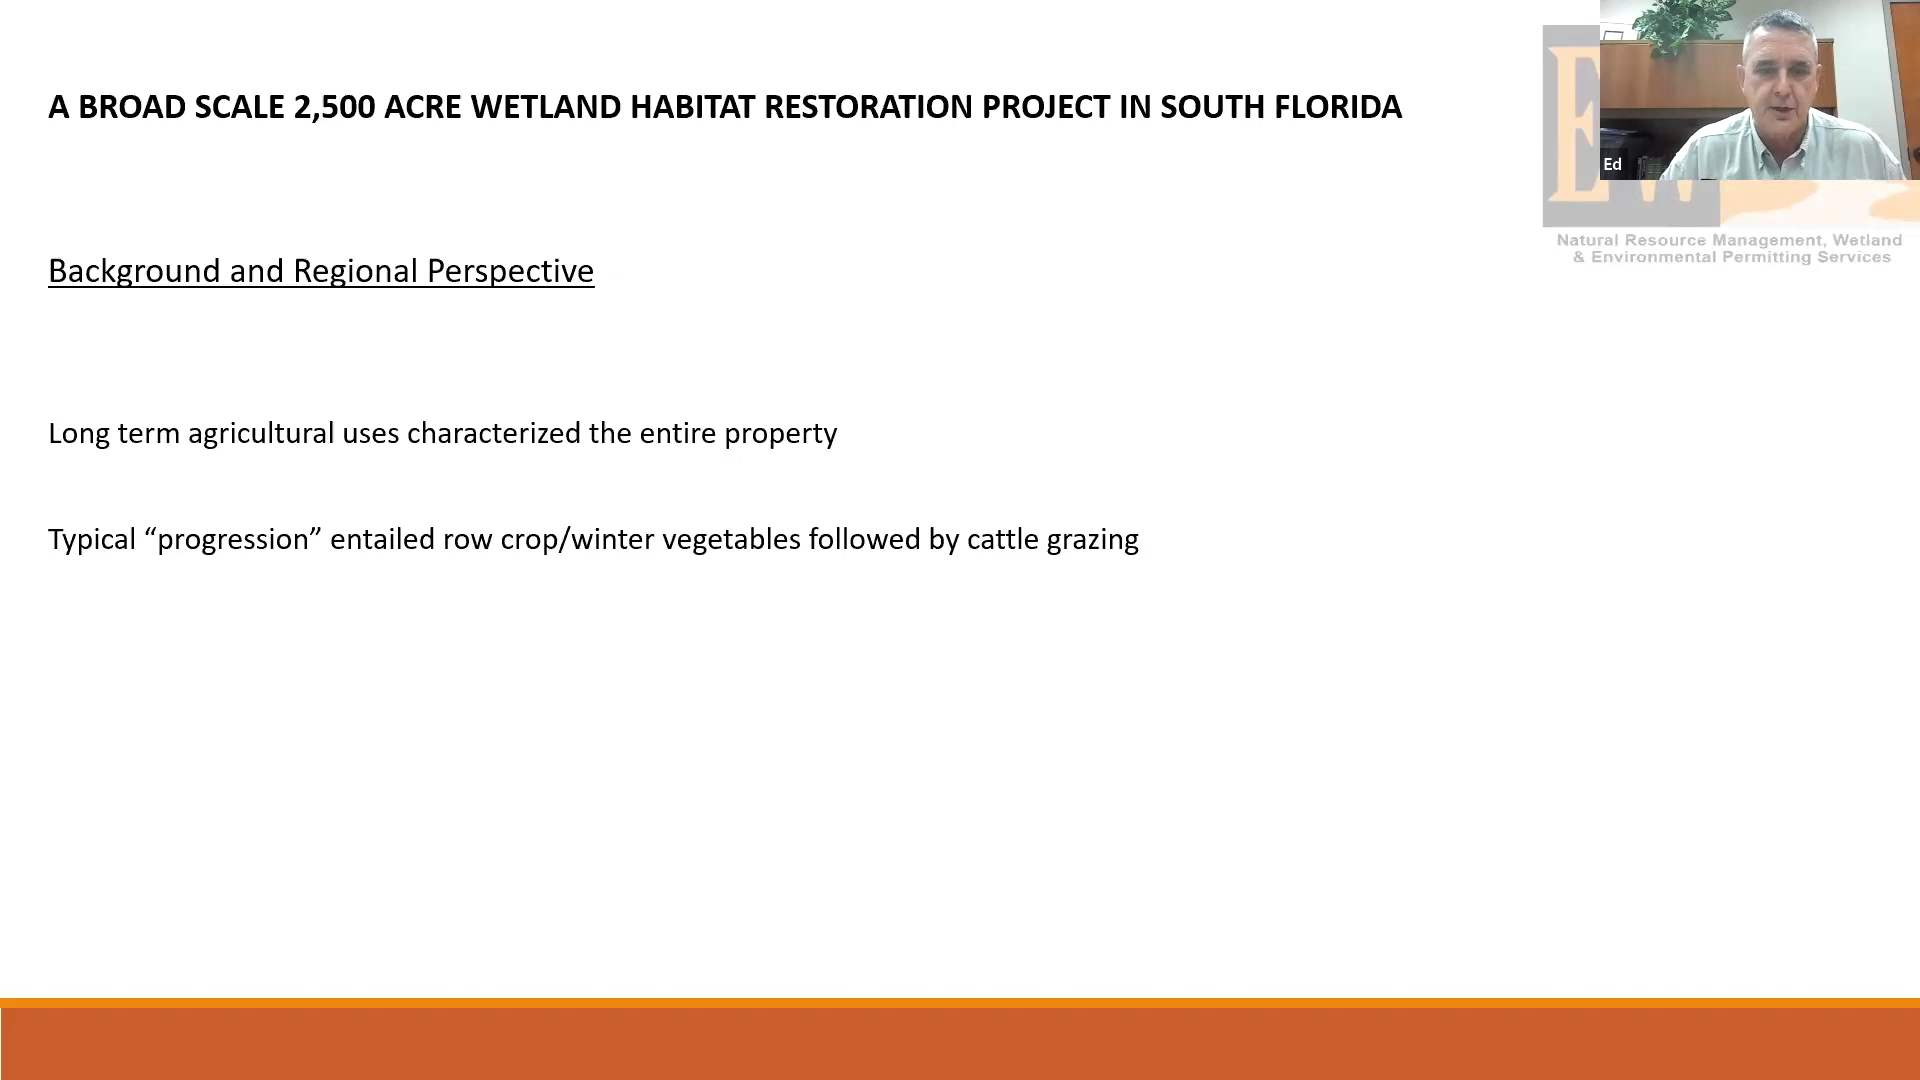 A BROAD SCALE 2,500 ACRE WETLAND HABITAT RESTORATION PROJECT IN SOUTH FLORIDA
Ed
Natural Resource Management, Wetland
& Environmental Permitting Services
Background and Regional Perspective
Long term agricultural uses characterized the entire property
Typical “progression” entailed row crop/winter vegetables followed by cattle grazing